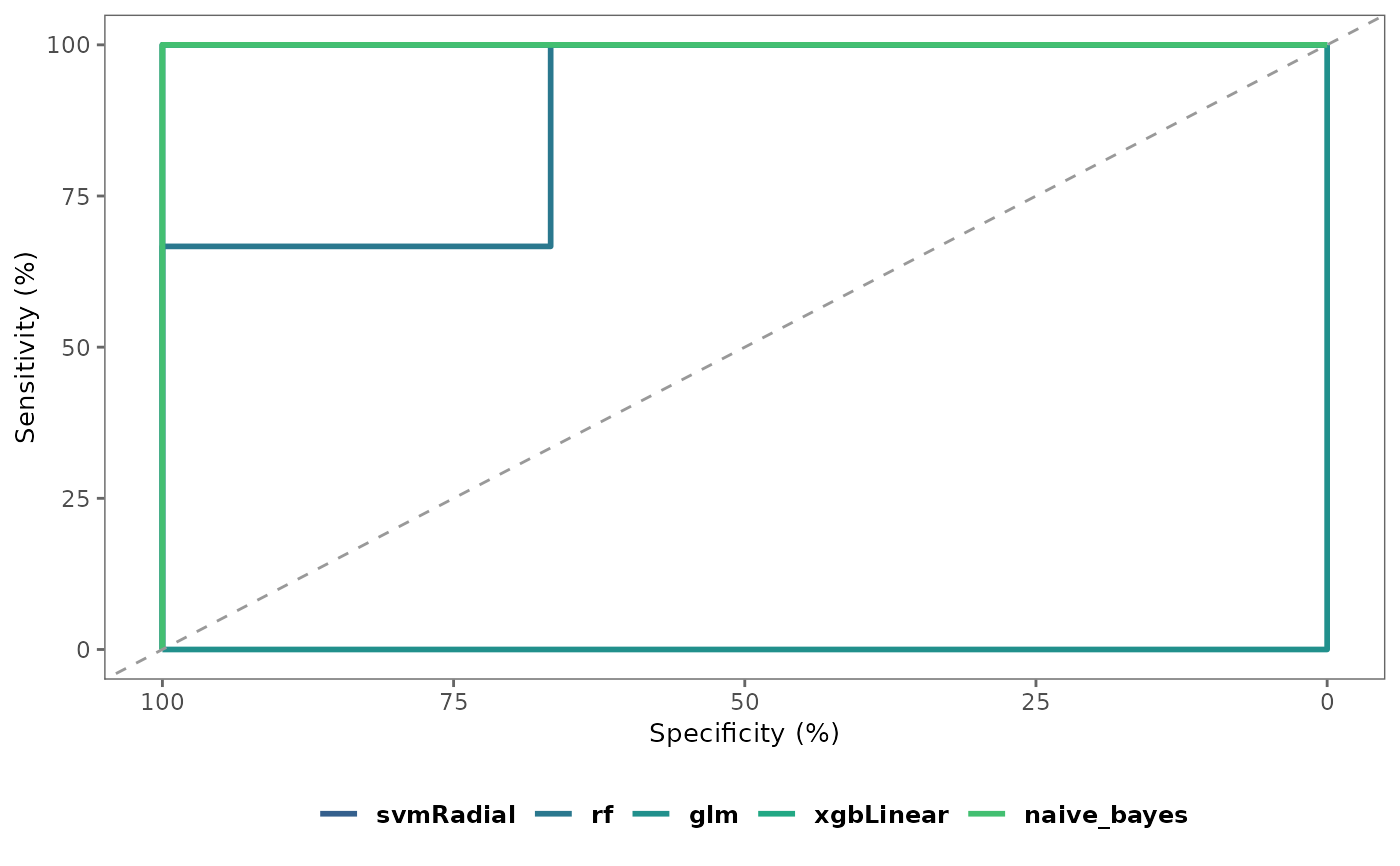 100
75
50
25
0
Sensitivity (%)
100 75 50 25 0
Specificity (%)
svmRadial rf glm xgbLinear naive_bayes